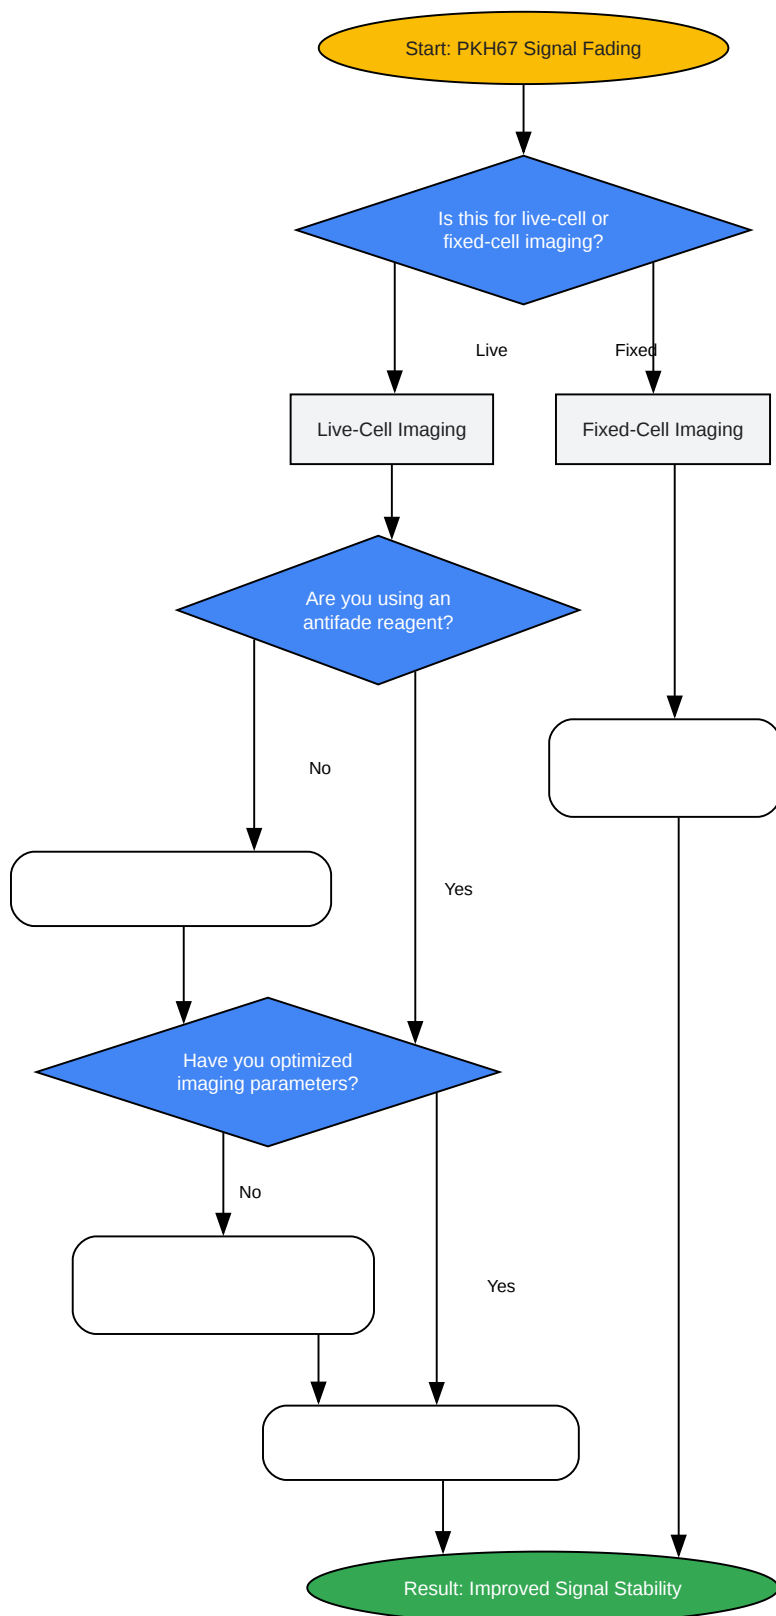 Start: PKH67 Signal Fading
Is this for live-cell or
fixed-cell imaging?
Live
Fixed
Live-Cell Imaging
Fixed-Cell Imaging
Are you using an
antifade reagent?
No
Yes
Have you optimized
imaging parameters?
No
Yes
Result: Improved Signal Stability